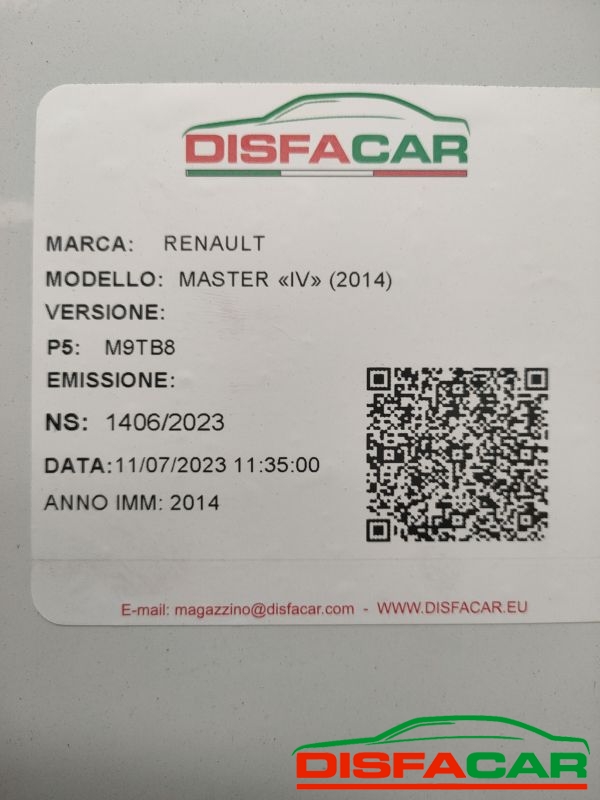 DISFACAR
MARCA: RENAULT
MODELLO: MASTER «IV» (2014)
VERSIONE:
P5: M9TB8
EMISSIONE:
NS: 1406/2023
DATA:11/07/2023 11:35:00
ANNO IMM: 2014
E-mail: magazzino@disfacar.com - WWW.DISFACAR.EU
DISFACAR